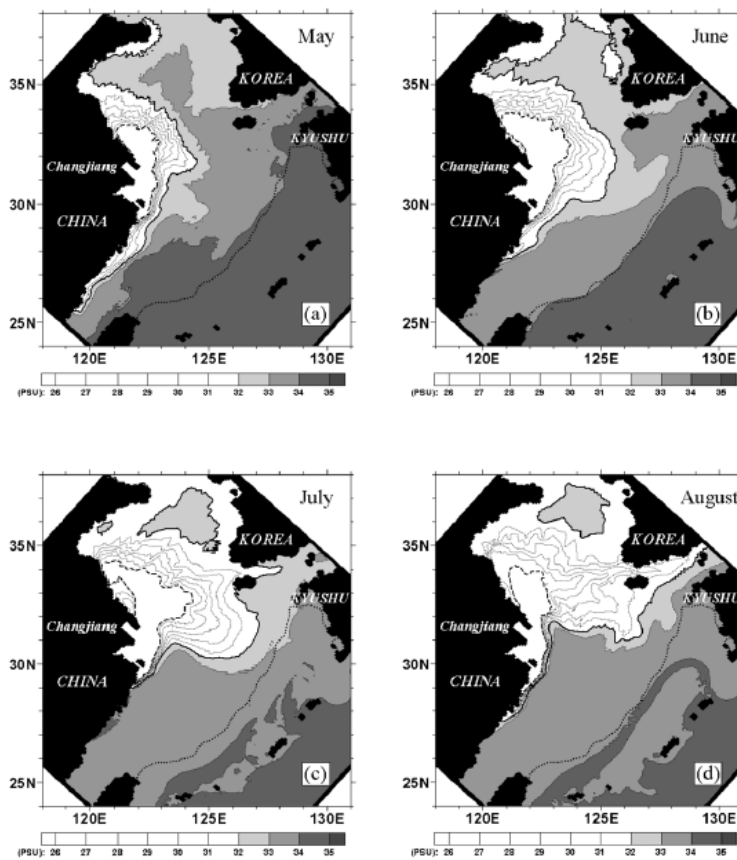 May
35N
KOREA
KYUSHU
Changjiang
30N
CHINA
25N
(a)
120E 125E 130E
(PSU): 26 27 28 29 30 31 32 33 34 35
June
35N
KOREA
KYUSHU
Changjiang
30N
CHINA
25N
(b)
120E 125E 130E
(PSU): 26 27 28 29 30 31 32 33 34 35
July
35N
KOREA
KYUSHU
Changjiang
30N
CHINA
25N
(c)
120E 125E 130E
(PSU): 26 27 28 29 30 31 32 33 34 35
August
35N
KOREA
KYUSHU
Changjiang
30N
CHINA
25N
(d)
120E 125E 130E
(PSU): 26 27 28 29 30 31 32 33 34 35